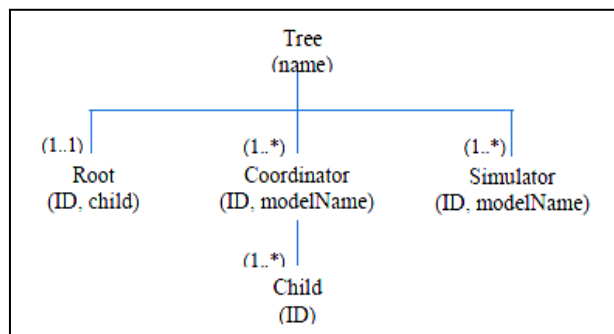 Tree
(name)
(1..1) (1..*) (1..*)
Root Coordinator Simulator
(ID, child) (ID, modelName) (ID, modelName)
(1..*)
Child
(ID)